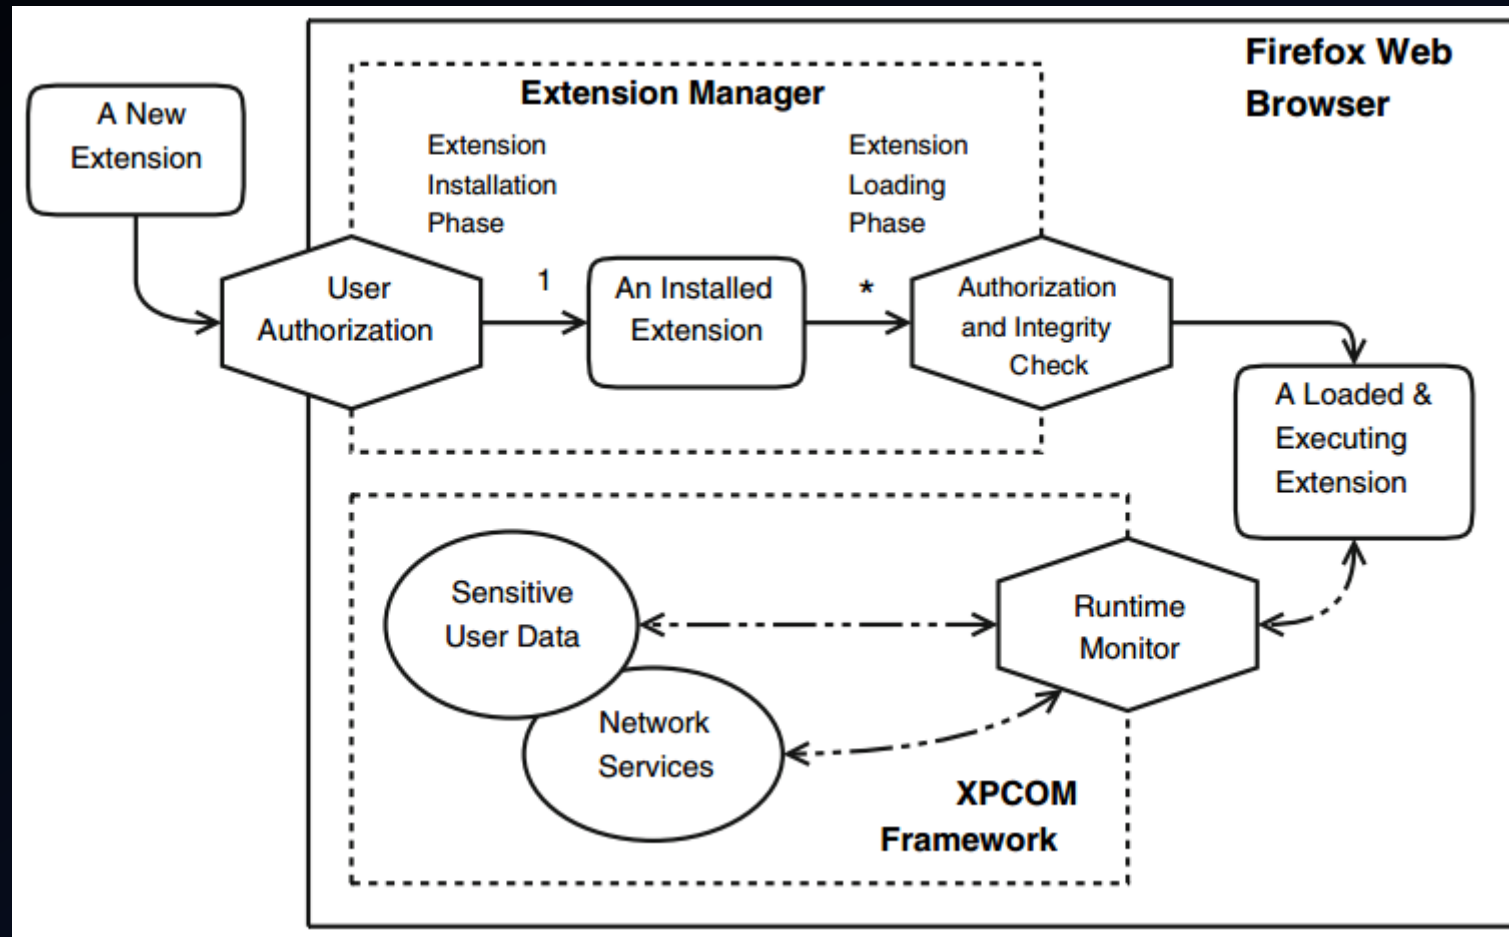 Firefox Web
Browser
Extension Manager
A New
Extension
Extension
Installation
Phase
Extension
Loading
Phase
User
Authorization
1
An Installed
Extension
*
Authorization
and Integrity
Check
A Loaded &
Executing
Extension
Sensitive
User Data
Runtime
Monitor
Network
Services
XPCOM
Framework